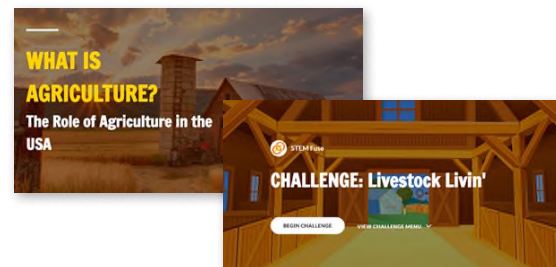 WHAT IS
AGRICULTURE?
The Role of Agriculture in the
USA
STEM Fuse
CHALLENGE: Livestock Livin'
BEGIN CHALLENGE
VIEW CHALLENGE MENU